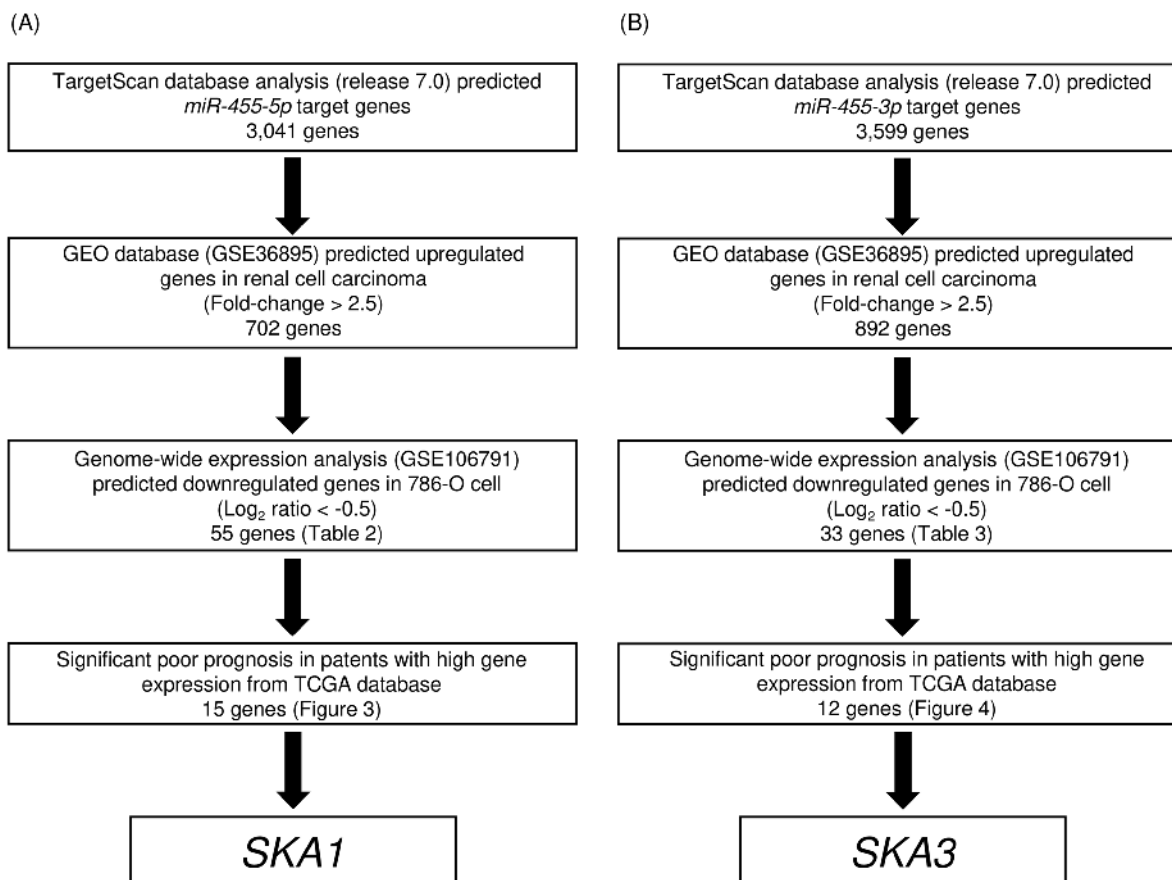 (A)
TargetScan database analysis (release 7.0) predicted
miR-455-5p target genes
3,041 genes
GEO database (GSE36895) predicted upregulated
genes in renal cell carcinoma
(Fold-change > 2.5)
702 genes
Genome-wide expression analysis (GSE106791)
predicted downregulated genes in 786-O cell
(Log₂ ratio < -0.5)
55 genes (Table 2)
Significant poor prognosis in patents with high gene
expression from TCGA database
15 genes (Figure 3)
SKA1
(B)
TargetScan database analysis (release 7.0) predicted
miR-455-3p target genes
3,599 genes
GEO database (GSE36895) predicted upregulated
genes in renal cell carcinoma
(Fold-change > 2.5)
892 genes
Genome-wide expression analysis (GSE106791)
predicted downregulated genes in 786-O cell
(Log₂ ratio < -0.5)
33 genes (Table 3)
Significant poor prognosis in patients with high gene
expression from TCGA database
12 genes (Figure 4)
SKA3